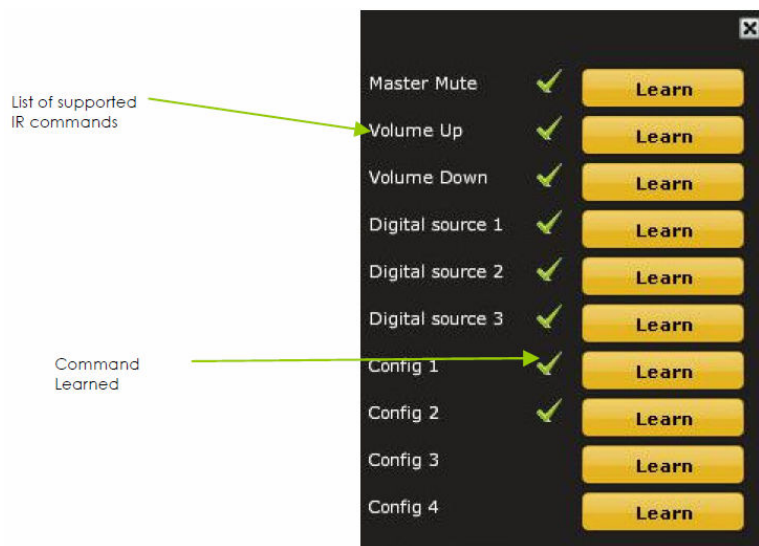 Master Mute Learn
List of supported
IR commands
Volume Up Learn
Volume Down Learn
Digital source 1 Learn
Digital source 2 Learn
Digital source 3 Learn
Command
Learned
Config 1 Learn
Config 2 Learn
Config 3 Learn
Config 4 Learn